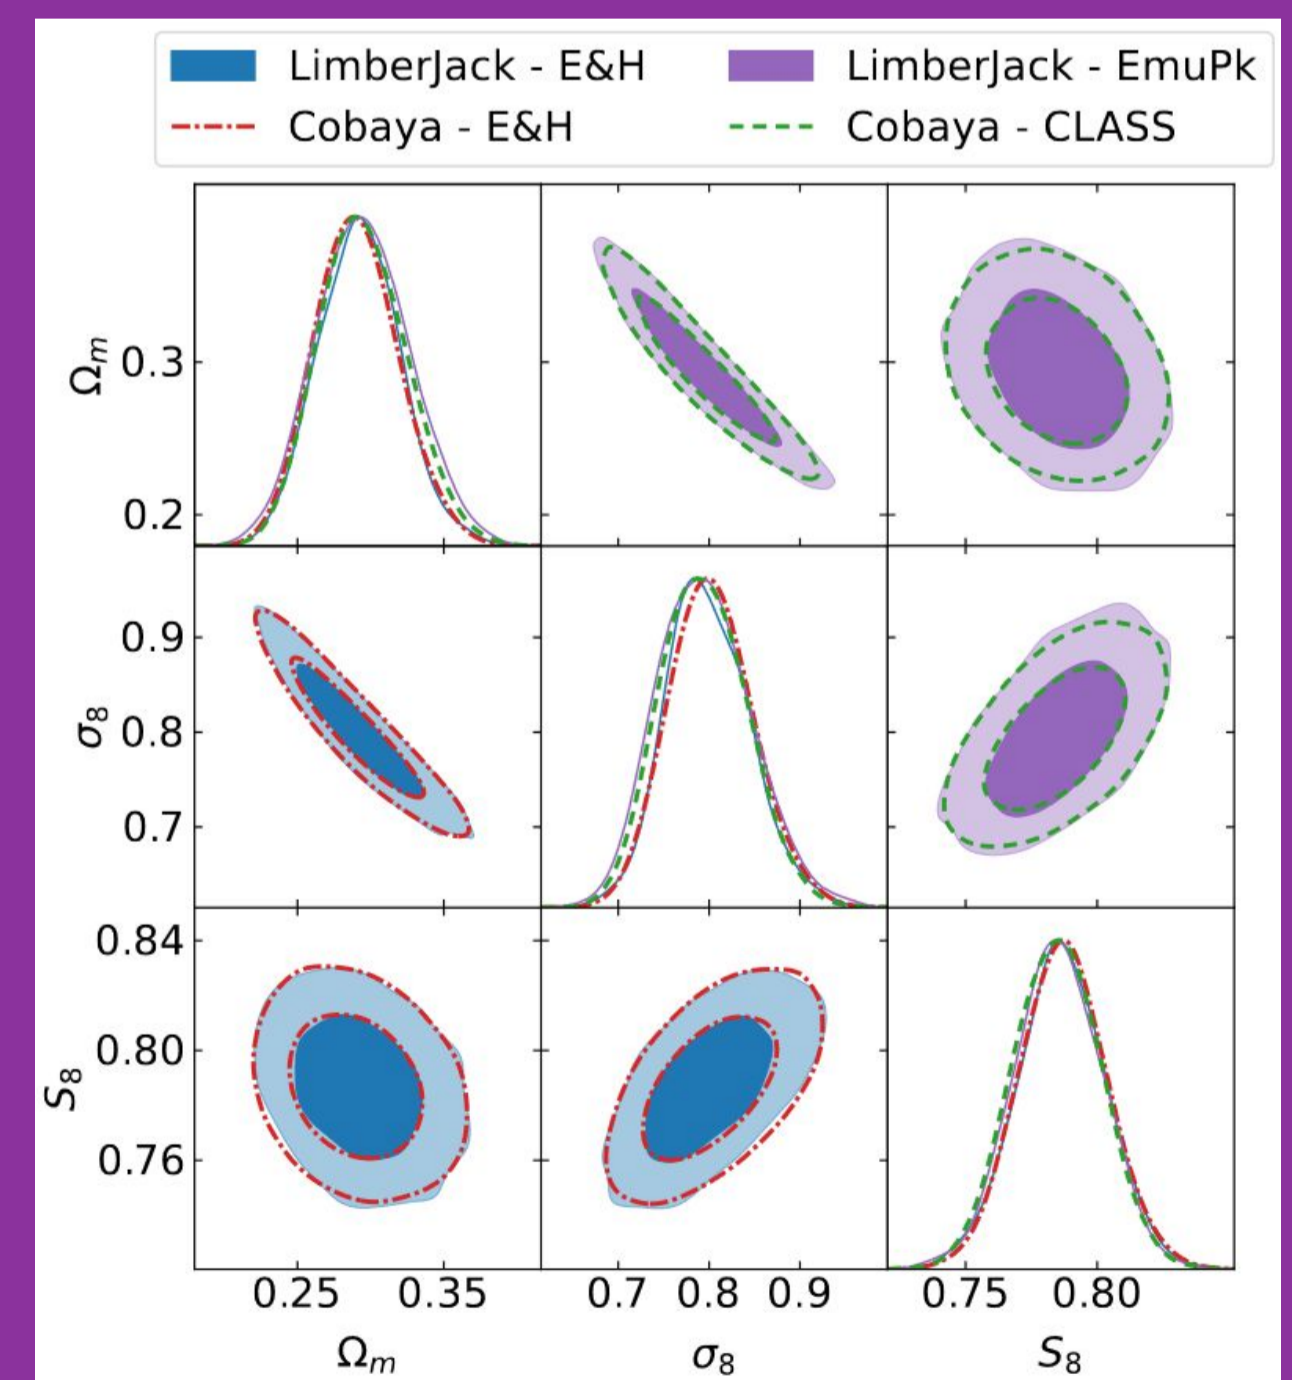 LimberJack - E&H
LimberJack - EmuPk
Cobaya - E&H
Cobaya - CLASS
Ωm
0.3
0.2
σ8
0.9
0.8
0.7
S8
0.84
0.80
0.76
0.25 0.35 0.7 0.8 0.9 0.75 0.80
Ωm σ8 S8